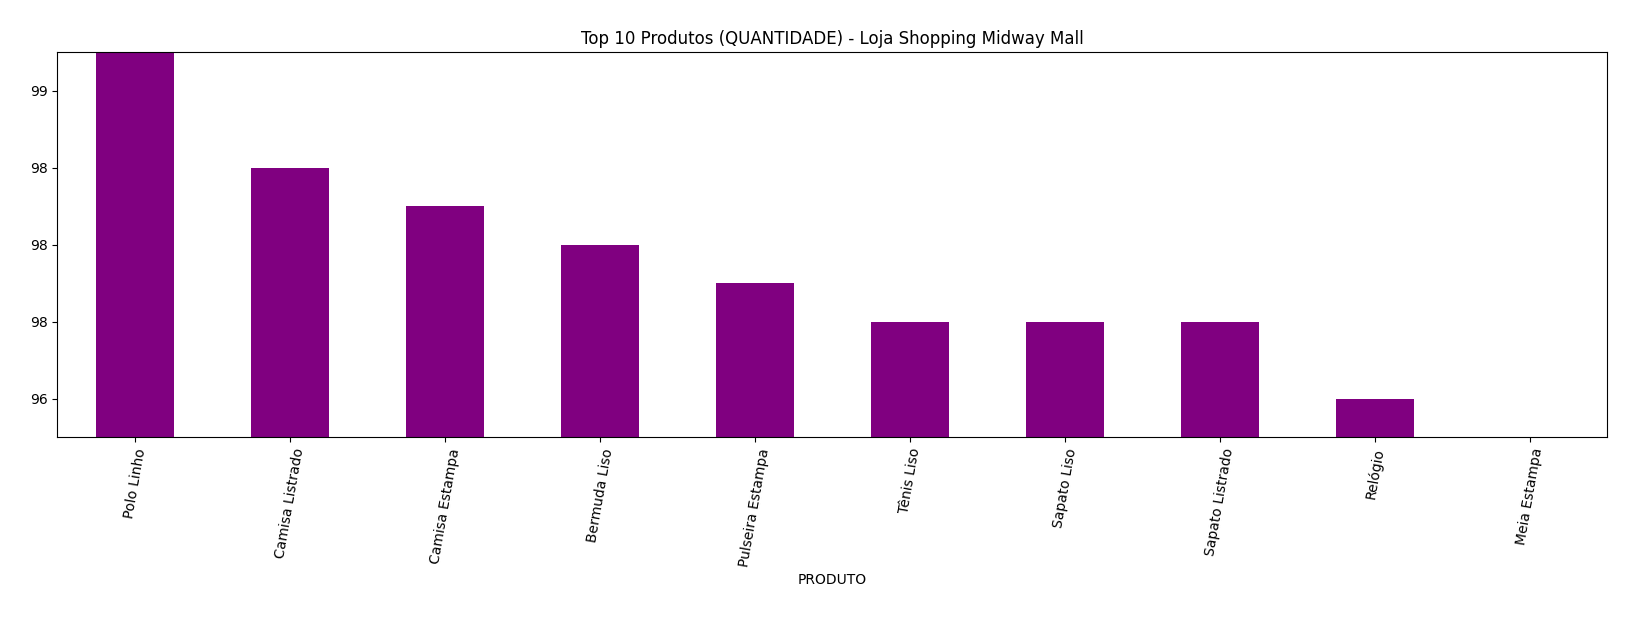 Top 10 Produtos (QUANTIDADE) - Loja Shopping Midway Mall
99
98
98
98
96
Polo Linho
Camisa Listrado
Camisa Estampa
Bermuda Liso
Pulseira Estampa
Tênis Liso
Sapato Liso
Sapato Listrado
Relógio
Meia Estampa
PRODUTO